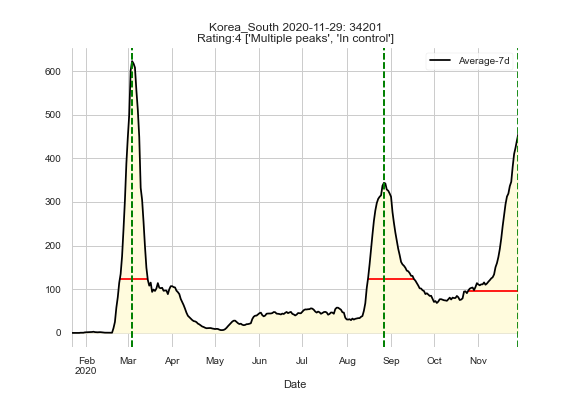 Korea_South 2020-11-29: 34201
Rating:4 ['Multiple peaks', 'In control']
Average-7d
600
500
400
300
200
100
0
Feb Mar Apr May Jun Jul Aug Sep Oct Nov
2020
Date